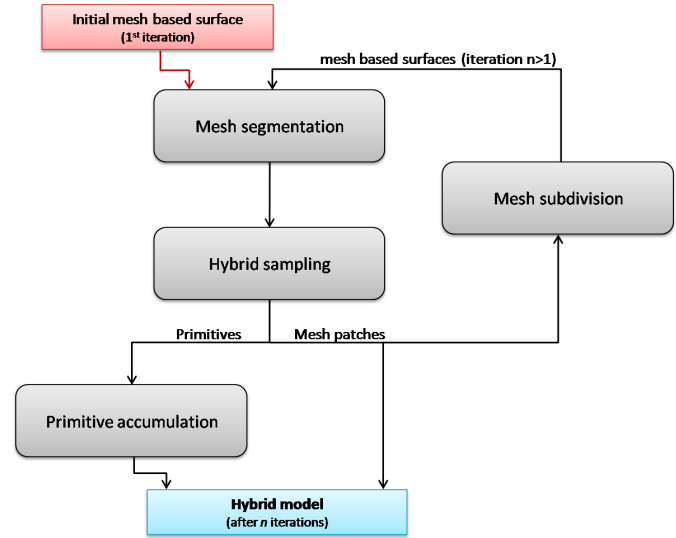 Initial mesh based surface
(1st iteration)
mesh based surfaces (iteration n>1)
Mesh segmentation
Mesh subdivision
Hybrid sampling
Primitives
Mesh patches
Primitive accumulation
Hybrid model
(after n iterations)